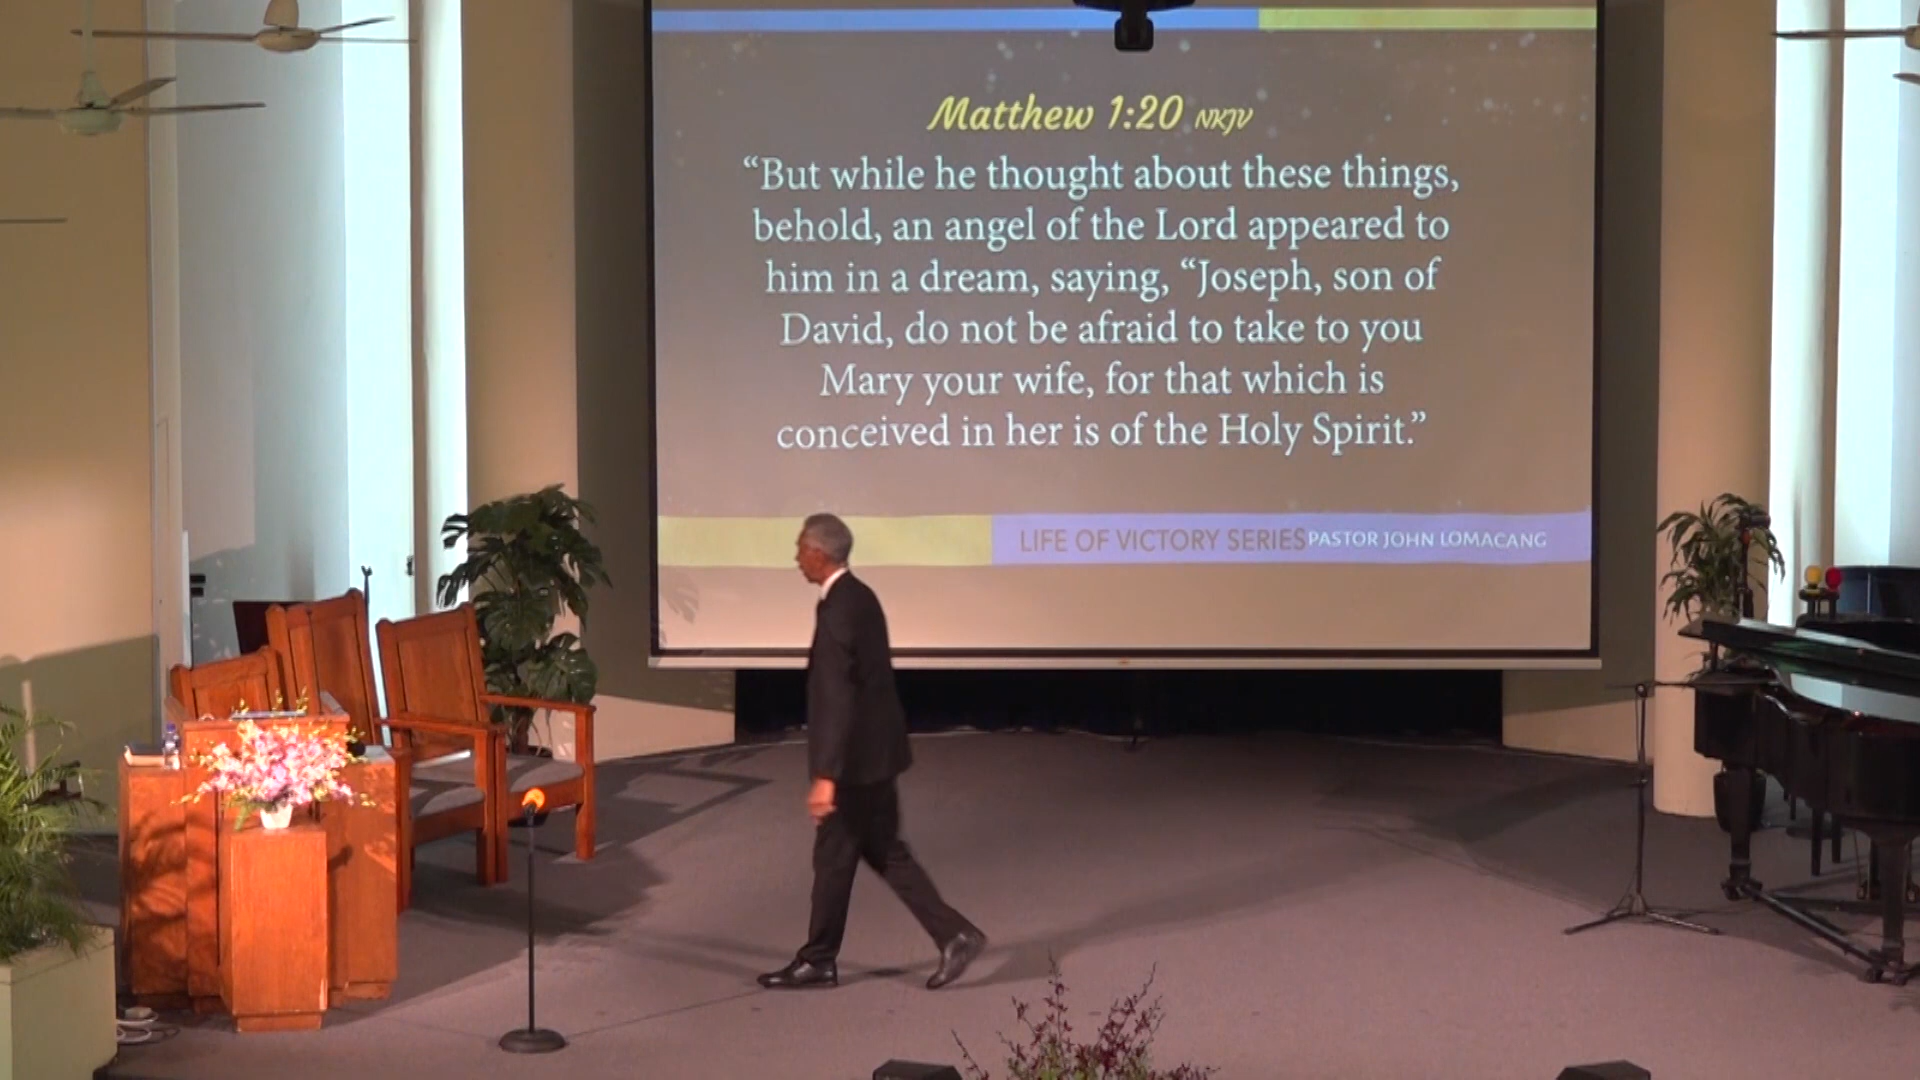 Matthew 1:20 NKJV
“But while he thought about these things,
behold, an angel of the Lord appeared to
him in a dream, saying, “Joseph, son of
David, do not be afraid to take to you
Mary your wife, for that which is
conceived in her is of the Holy Spirit.”
LIFE OF VICTORY SERIES PASTOR JOHN LOMACANG